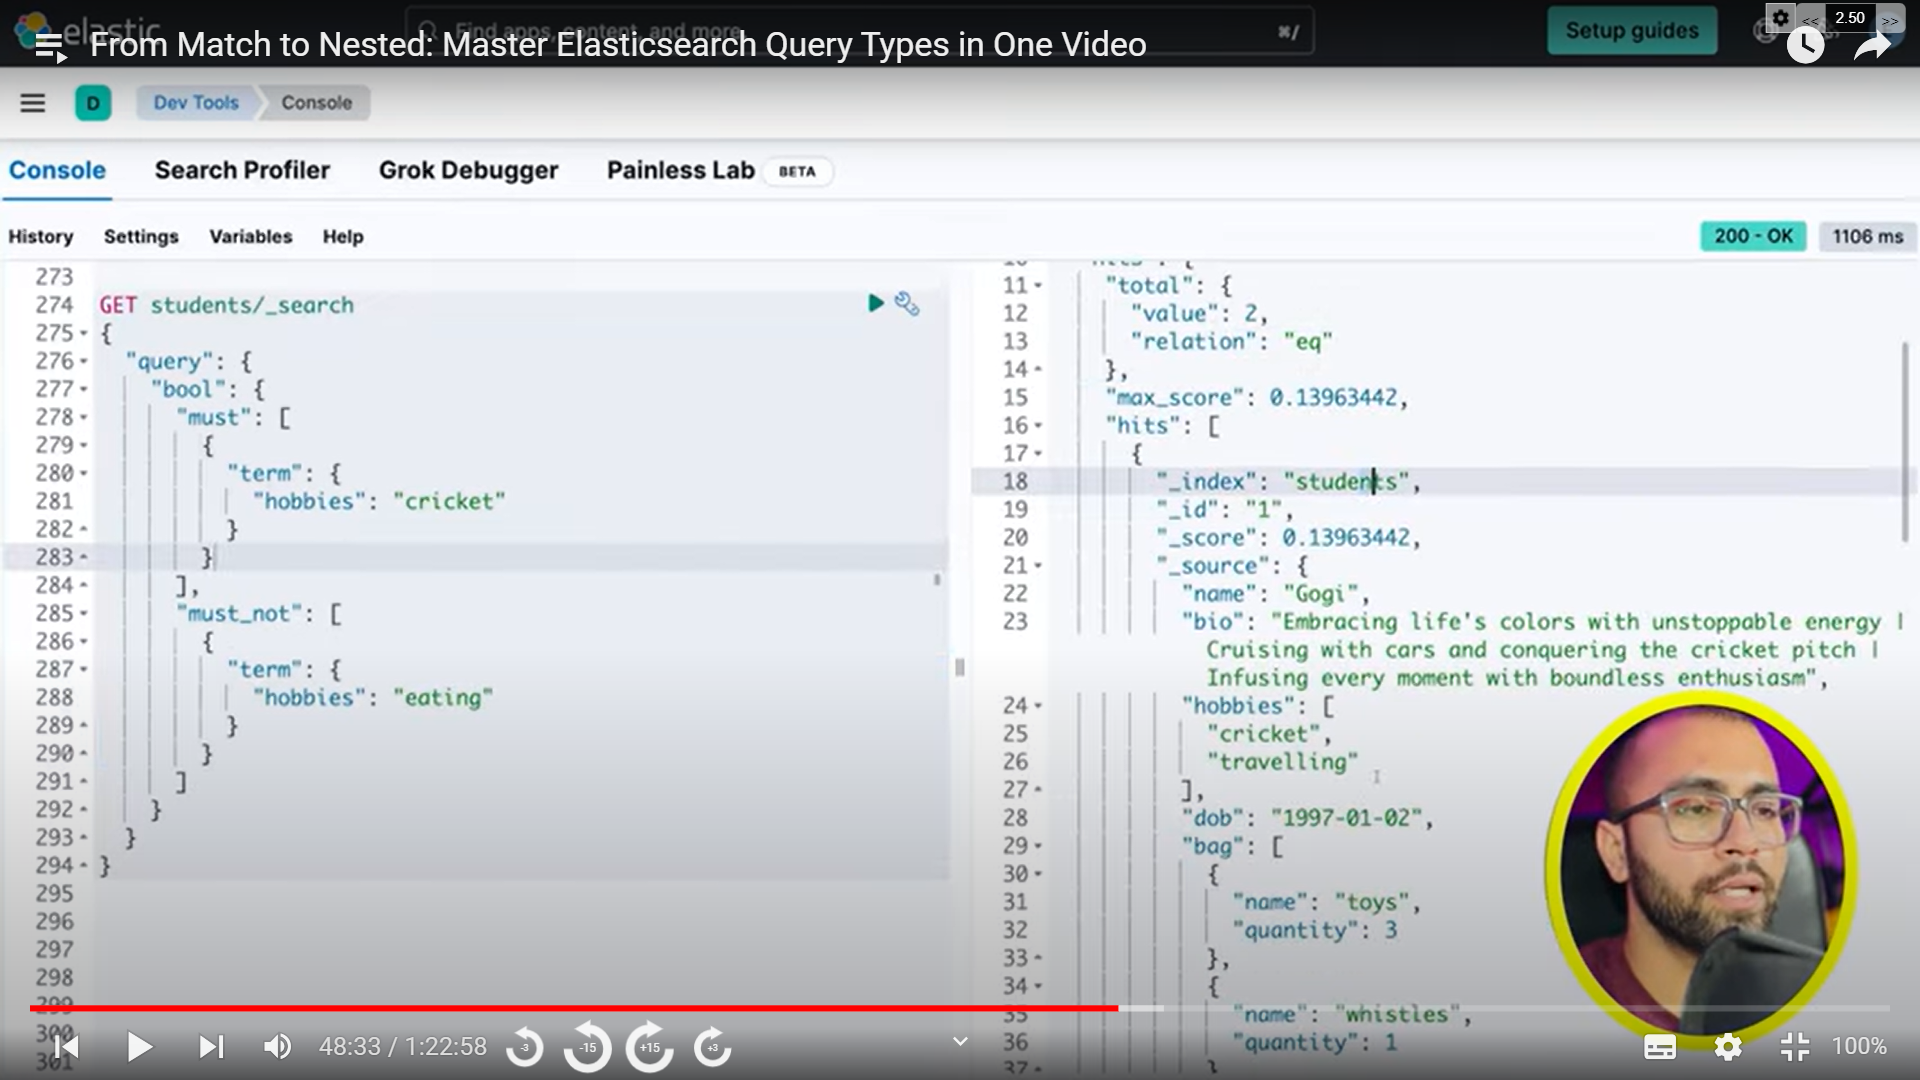 elastic
Find apps, content, and more.
⌘/
Setup guides
<< 2.50 >>
From Match to Nested: Master Elasticsearch Query Types in One Video
D
Dev Tools
Console
Console
Search Profiler
Grok Debugger
Painless Lab
BETA
History
Settings
Variables
Help
200 - OK
1106 ms
273
274 GET students/_search
275 {
276 "query": {
277 "bool": {
278 "must": [
279 {
280 "term": {
281 "hobbies": "cricket"
282 }
283 }
284 ],
285 "must_not": [
286 {
287 "term": {
288 "hobbies": "eating"
289 }
290 }
291 ]
292 }
293 }
294 }
295
296
297
298
299
300
301
11 "total": {
12 "value": 2,
13 "relation": "eq"
14 },
15 "max_score": 0.13963442,
16 "hits": [
17 {
18 "_index": "students",
19 "_id": "1",
20 "_score": 0.13963442,
21 "_source": {
22 "name": "Gogi",
23 "bio": "Embracing life's colors with unstoppable energy |
Cruising with cars and conquering the cricket pitch |
Infusing every moment with boundless enthusiasm",
24 "hobbies": [
25 "cricket",
26 "travelling"
27 ],
28 "dob": "1997-01-02",
29 "bag": [
30 {
31 "name": "toys",
32 "quantity": 3
33 },
34 {
35 "name": "whistles",
36 "quantity": 1
37 }
48:33 / 1:22:58
-3
-15
+15
+3
100%